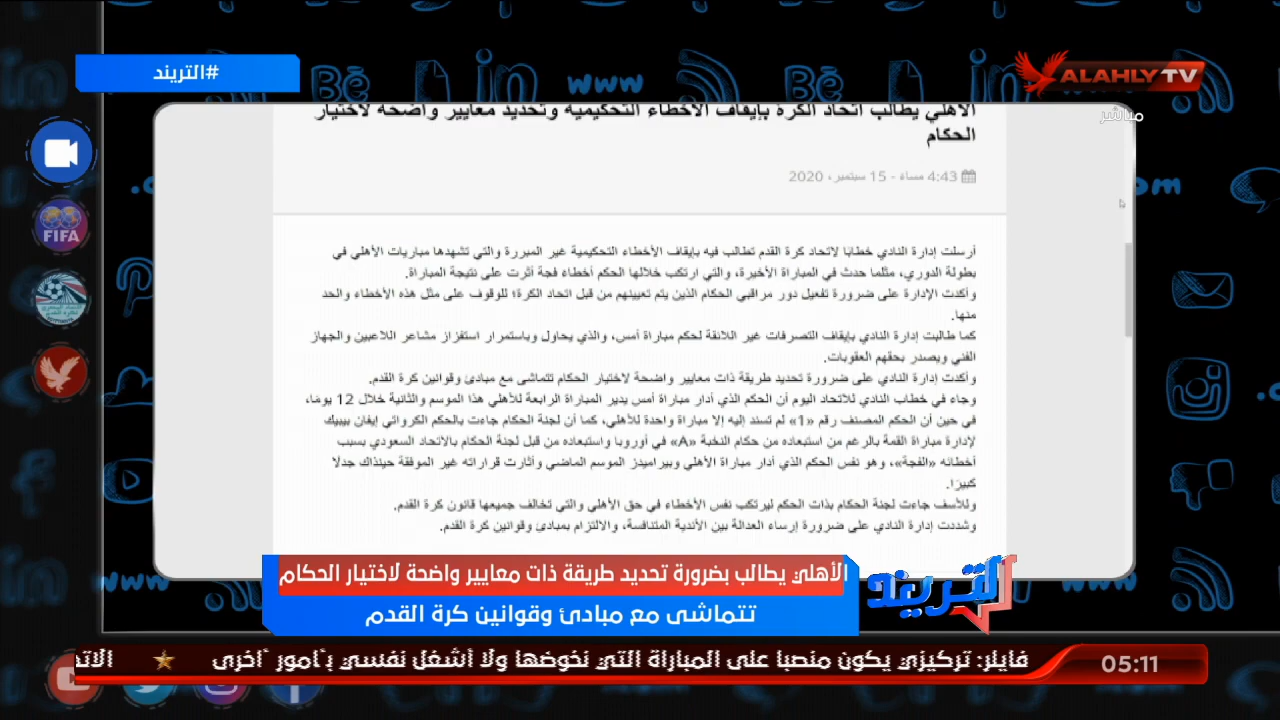 #التريند
ALAHLY TV
مباشر
الأهلي يطالب اتحاد الكرة بإيقاف الأخطاء التحكيمية وتحديد معايير واضحة لاختيار
الحكام
4:43 مساء - 15 سبتمبر، 2020
أرسلت إدارة النادي خطابًا لاتحاد كرة القدم تطالب فيه بإيقاف الأخطاء التحكيمية غير المبررة والتي تشهدها مباريات الأهلي في
بطولة الدوري، مثلما حدث في المباراة الأخيرة، والتي ارتكب خلالها الحكم أخطاء فجة أثرت على نتيجة المباراة.
وأكدت الإدارة على ضرورة تفعيل دور مراقبي الحكام الذين يتم تعيينهم من قبل اتحاد الكرة؛ للوقوف على مثل هذه الأخطاء والحد
منها.
كما طالبت إدارة النادي بإيقاف التصرفات غير اللائقة لحكم مباراة أمس، والذي يحاول وباستمرار استفزاز مشاعر اللاعبين والجهاز
الفني ويصدر بحقهم العقوبات.
وأكدت إدارة النادي على ضرورة تحديد طريقة ذات معايير واضحة لاختيار الحكام تتماشى مع مبادئ وقوانين كرة القدم.
وجاء في خطاب النادي للاتحاد اليوم أن الحكم الذي أدار مباراة أمس يدير المباراة الرابعة للأهلي هذا الموسم والثانية خلال 12 يومًا،
في حين أن الحكم المصنف رقم «1» لم تسند إليه إلا مباراة واحدة للأهلي، كما أن لجنة الحكام جاءت بالحكم الكرواتي إيفان بيبيك
لإدارة مباراة القمة بالرغم من استبعاده من حكام النخبة «A» في أوروبا واستبعاده من قبل لجنة الحكام بالاتحاد السعودي بسبب
أخطائه «الفجة»، وهو نفس الحكم الذي أدار مباراة الأهلي وبيراميدز الموسم الماضي وأثارت قراراته غير الموفقة حينذاك جدلًا
كبيرًا.
وللأسف جاءت لجنة الحكام بذات الحكم ليرتكب نفس الأخطاء في حق الأهلي والتي تخالف جميعها قانون كرة القدم.
وشددت إدارة النادي على ضرورة إرساء العدالة بين الأندية المتنافسة، والالتزام بمبادئ وقوانين كرة القدم.
FIFA
الأهلي يطالب بضرورة تحديد طريقة ذات معايير واضحة لاختيار الحكام
تتماشى مع مبادئ وقوانين كرة القدم
التريند
05:11
فايلر: تركيزي يكون منصبا على المباراة التي نخوضها ولا أشغل نفسي بأمور أخرى